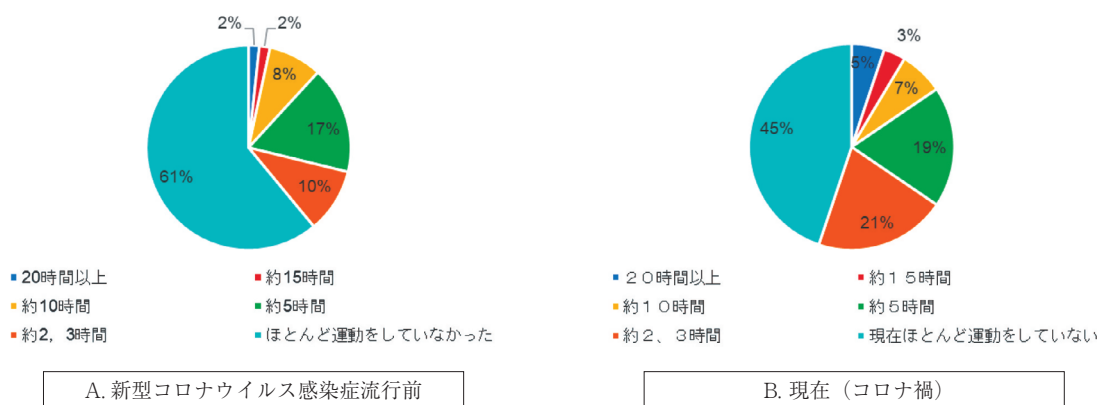 2%
2%
8%
17%
10%
61%
20時間以上
約15時間
約10時間
約5時間
約2，3時間
ほとんど運動をしていなかった
A. 新型コロナウイルス感染症流行前
5%
3%
7%
19%
21%
45%
２０時間以上
約１５時間
約１０時間
約５時間
約２、３時間
現在ほとんど運動をしていない
B. 現在（コロナ禍）